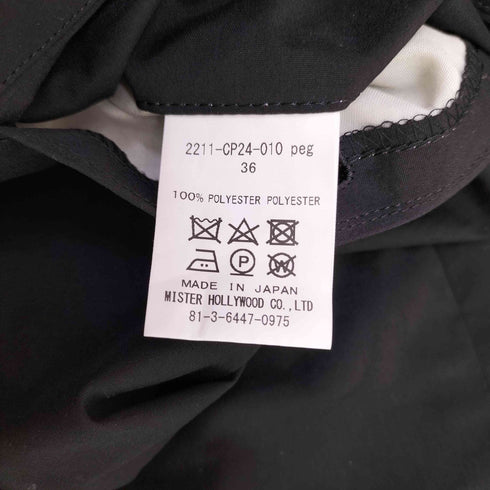 2211-CP24-010 peg
36
100% POLYESTER POLYESTER
P W
MADE IN JAPAN
MISTER HOLLYWOOD CO.,LTD
81-3-6447-0975